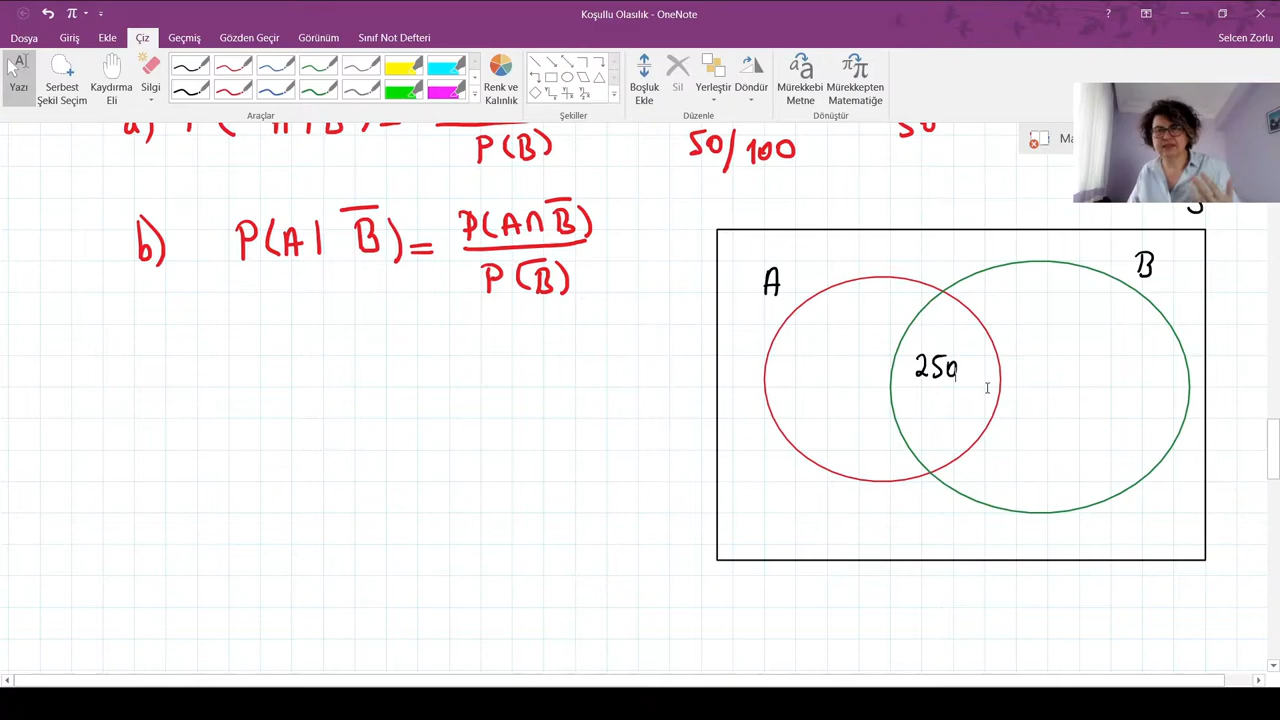 Koşullu Olasılık - OneNote
Dosya Giriş Ekle Çiz Geçmiş Gözden Geçir Görünüm Sınıf Not Defteri
Selcen Zorlu
Yazı
Serbest Şekil Seçim
Kaydırma Eli
Silgi
Renk ve Kalınlık
Boşluk Ekle
Sil
Yerleştir
Döndür
Mürekkebi Metne
Mürekkepten Matematiğe
Araçlar Şekiller Düzenle Dönüştür
P(B)
50/100
50
Ma
b) P(A| B̅) = P(A∩B̅) / P(B̅)
S
A
B
250